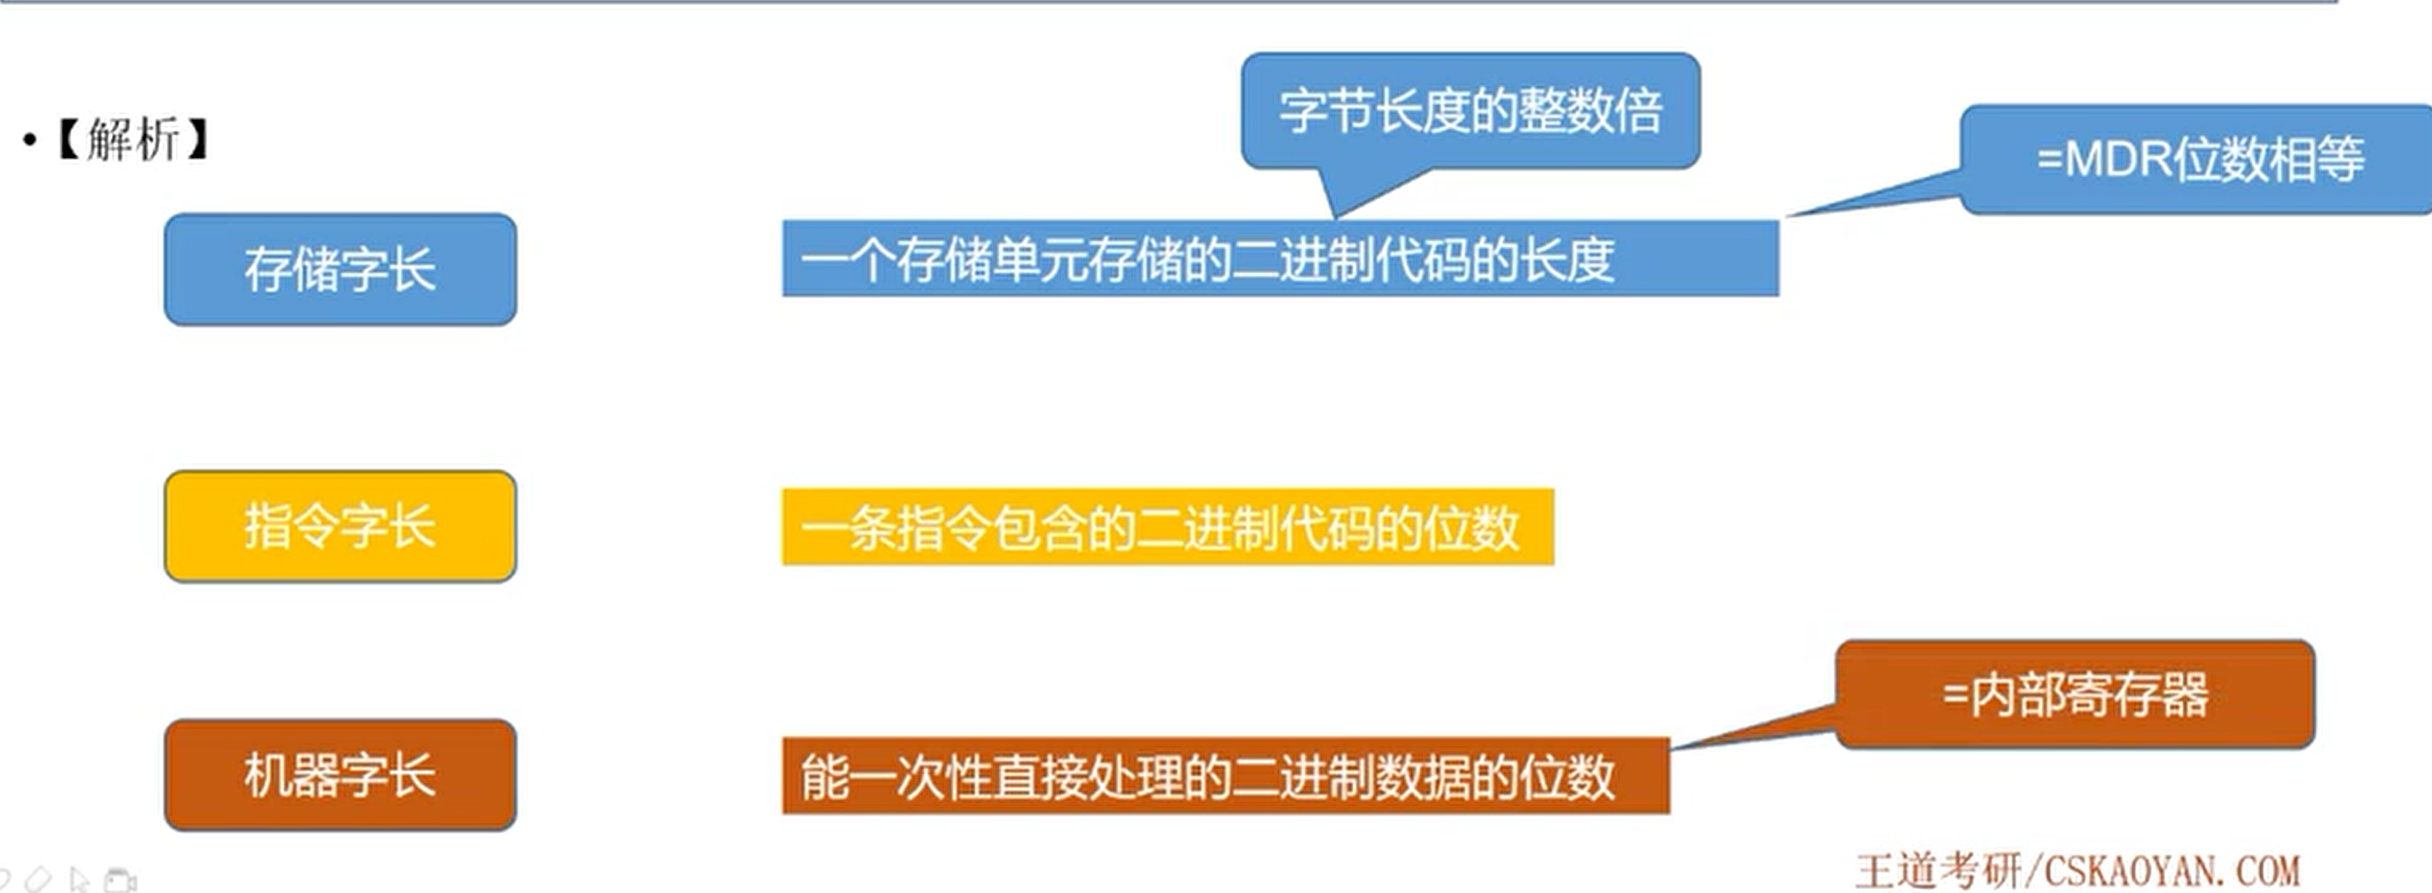 •【解析】
字节长度的整数倍
=MDR位数相等
存储字长
一个存储单元存储的二进制代码的长度
指令字长
一条指令包含的二进制代码的位数
=内部寄存器
机器字长
能一次性直接处理的二进制数据的位数
王道考研/CSKAOYAN.COM